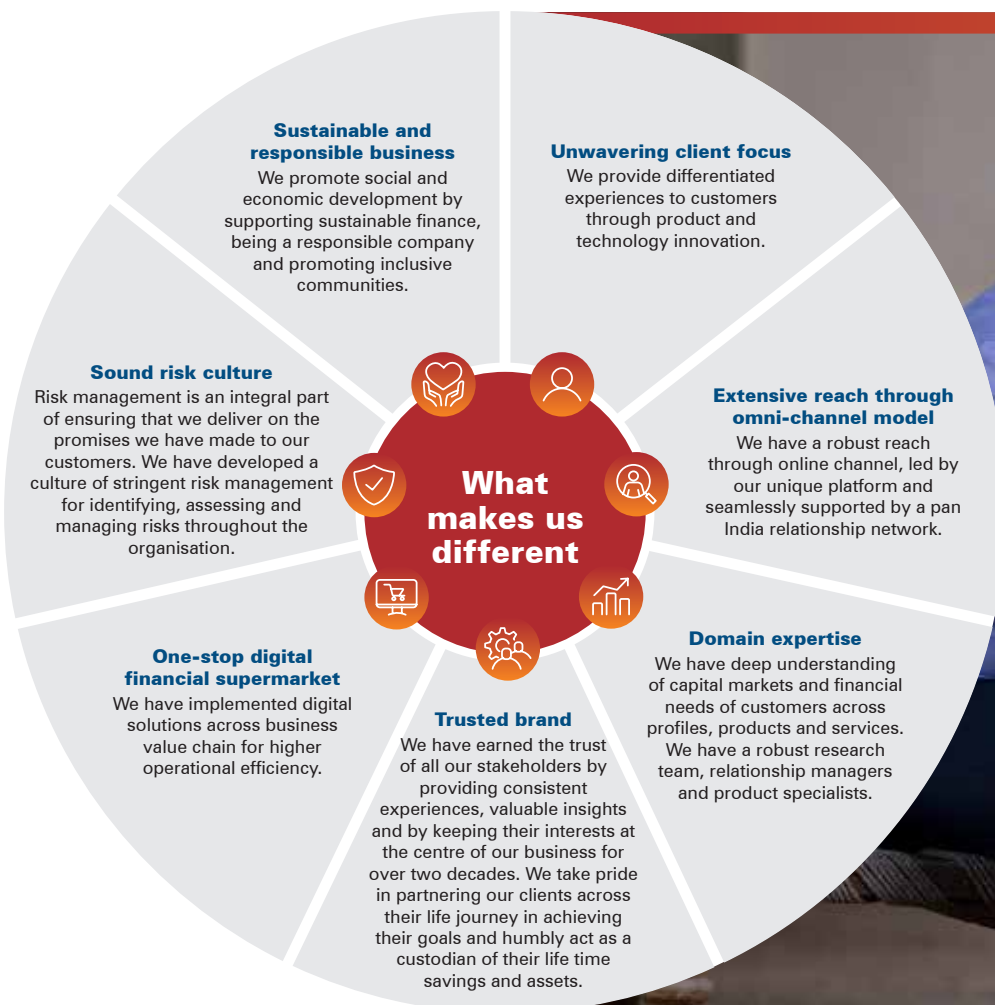 What
makes us
different
Unwavering client focus
We provide differentiated
experiences to customers
through product and
technology innovation.
Extensive reach through
omni-channel model
We have a robust reach
through online channel, led by
our unique platform and
seamlessly supported by a pan
India relationship network.
Domain expertise
We have deep understanding
of capital markets and financial
needs of customers across
profiles, products and services.
We have a robust research
team, relationship managers
and product specialists.
Trusted brand
We have earned the trust
of all our stakeholders by
providing consistent
experiences, valuable insights
and by keeping their interests at
the centre of our business for
over two decades. We take pride
in partnering our clients across
their life journey in achieving
their goals and humbly act as a
custodian of their life time
savings and assets.
One-stop digital
financial supermarket
We have implemented digital
solutions across business
value chain for higher
operational efficiency.
Sound risk culture
Risk management is an integral part
of ensuring that we deliver on the
promises we have made to our
customers. We have developed a
culture of stringent risk management
for identifying, assessing and
managing risks throughout the
organisation.
Sustainable and
responsible business
We promote social and
economic development by
supporting sustainable finance,
being a responsible company
and promoting inclusive
communities.